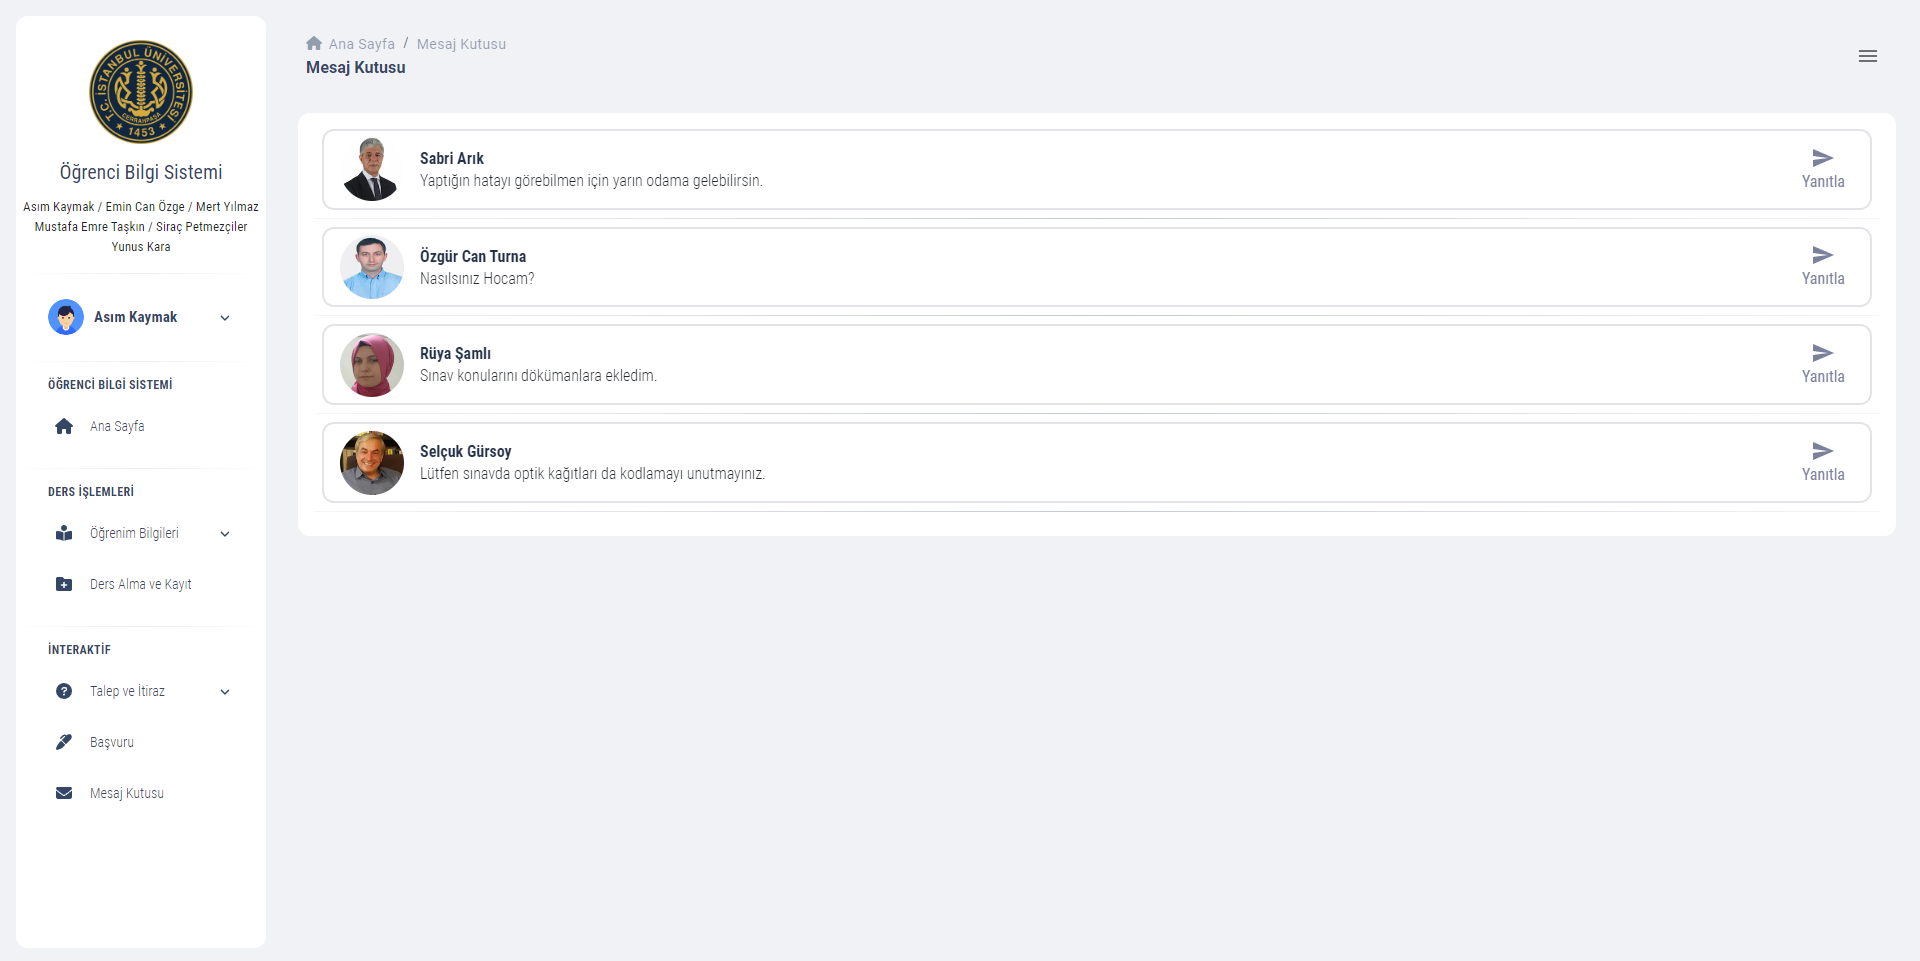 T.C. İSTANBUL ÜNİVERSİTESİ
CERRAHPAŞA
1453
Öğrenci Bilgi Sistemi
Asım Kaymak / Emin Can Özge / Mert Yılmaz
Mustafa Emre Taşkın / Siraç Petmezçiler
Yunus Kara
Asım Kaymak
ÖĞRENCİ BİLGİ SİSTEMİ
Ana Sayfa
DERS İŞLEMLERİ
Öğrenim Bilgileri
Ders Alma ve Kayıt
İNTERAKTİF
Talep ve İtiraz
Başvuru
Mesaj Kutusu
Ana Sayfa / Mesaj Kutusu
Mesaj Kutusu
Sabri Arık
Yaptığın hatayı görebilmen için yarın odama gelebilirsin.
Yanıtla
Özgür Can Turna
Nasılsınız Hocam?
Yanıtla
Rüya Şamlı
Sınav konularını dökümanlara ekledim.
Yanıtla
Selçuk Gürsoy
Lütfen sınavda optik kağıtları da kodlamayı unutmayınız.
Yanıtla